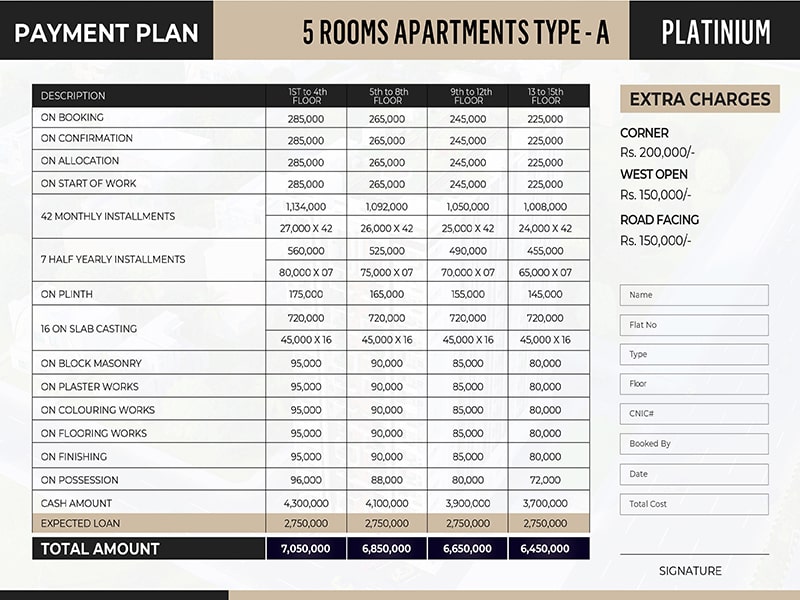 PAYMENT PLAN 5 ROOMS APARTMENTS TYPE - A PLATINIUM
DESCRIPTION 1ST to 4th FLOOR 5th to 8th FLOOR 9th to 12th FLOOR 13 to 15th FLOOR
ON BOOKING 285,000 265,000 245,000 225,000
ON CONFIRMATION 285,000 265,000 245,000 225,000
ON ALLOCATION 285,000 265,000 245,000 225,000
ON START OF WORK 285,000 265,000 245,000 225,000
42 MONTHLY INSTALLMENTS 1,134,000 1,092,000 1,050,000 1,008,000
27,000 X 42 26,000 X 42 25,000 X 42 24,000 X 42
7 HALF YEARLY INSTALLMENTS 560,000 525,000 490,000 455,000
80,000 X 07 75,000 X 07 70,000 X 07 65,000 X 07
ON PLINTH 175,000 165,000 155,000 145,000
16 ON SLAB CASTING 720,000 720,000 720,000 720,000
45,000 X 16 45,000 X 16 45,000 X 16 45,000 X 16
ON BLOCK MASONRY 95,000 90,000 85,000 80,000
ON PLASTER WORKS 95,000 90,000 85,000 80,000
ON COLOURING WORKS 95,000 90,000 85,000 80,000
ON FLOORING WORKS 95,000 90,000 85,000 80,000
ON FINISHING 95,000 90,000 85,000 80,000
ON POSSESSION 96,000 88,000 80,000 72,000
CASH AMOUNT 4,300,000 4,100,000 3,900,000 3,700,000
EXPECTED LOAN 2,750,000 2,750,000 2,750,000 2,750,000
TOTAL AMOUNT 7,050,000 6,850,000 6,650,000 6,450,000
EXTRA CHARGES
CORNER
Rs. 200,000/-
WEST OPEN
Rs. 150,000/-
ROAD FACING
Rs. 150,000/-
Name
Flat No
Type
Floor
CNIC#
Booked By
Date
Total Cost
SIGNATURE